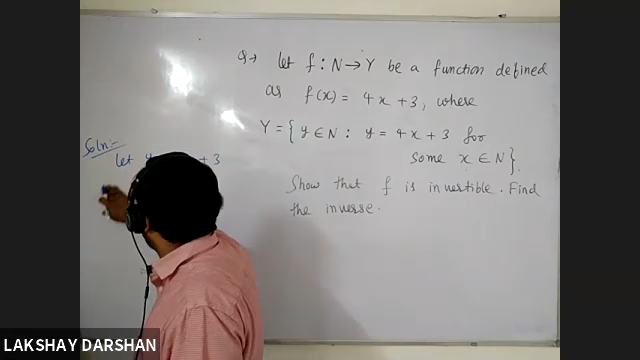 Q→ let f : N → Y be a function defined
as f(x) = 4x + 3, where
Y = { y ∈ N : y = 4x + 3 for
some x ∈ N }.
Show that f is invertible. Find
the inverse.
Soln:-
let + 3
LAKSHAY DARSHAN